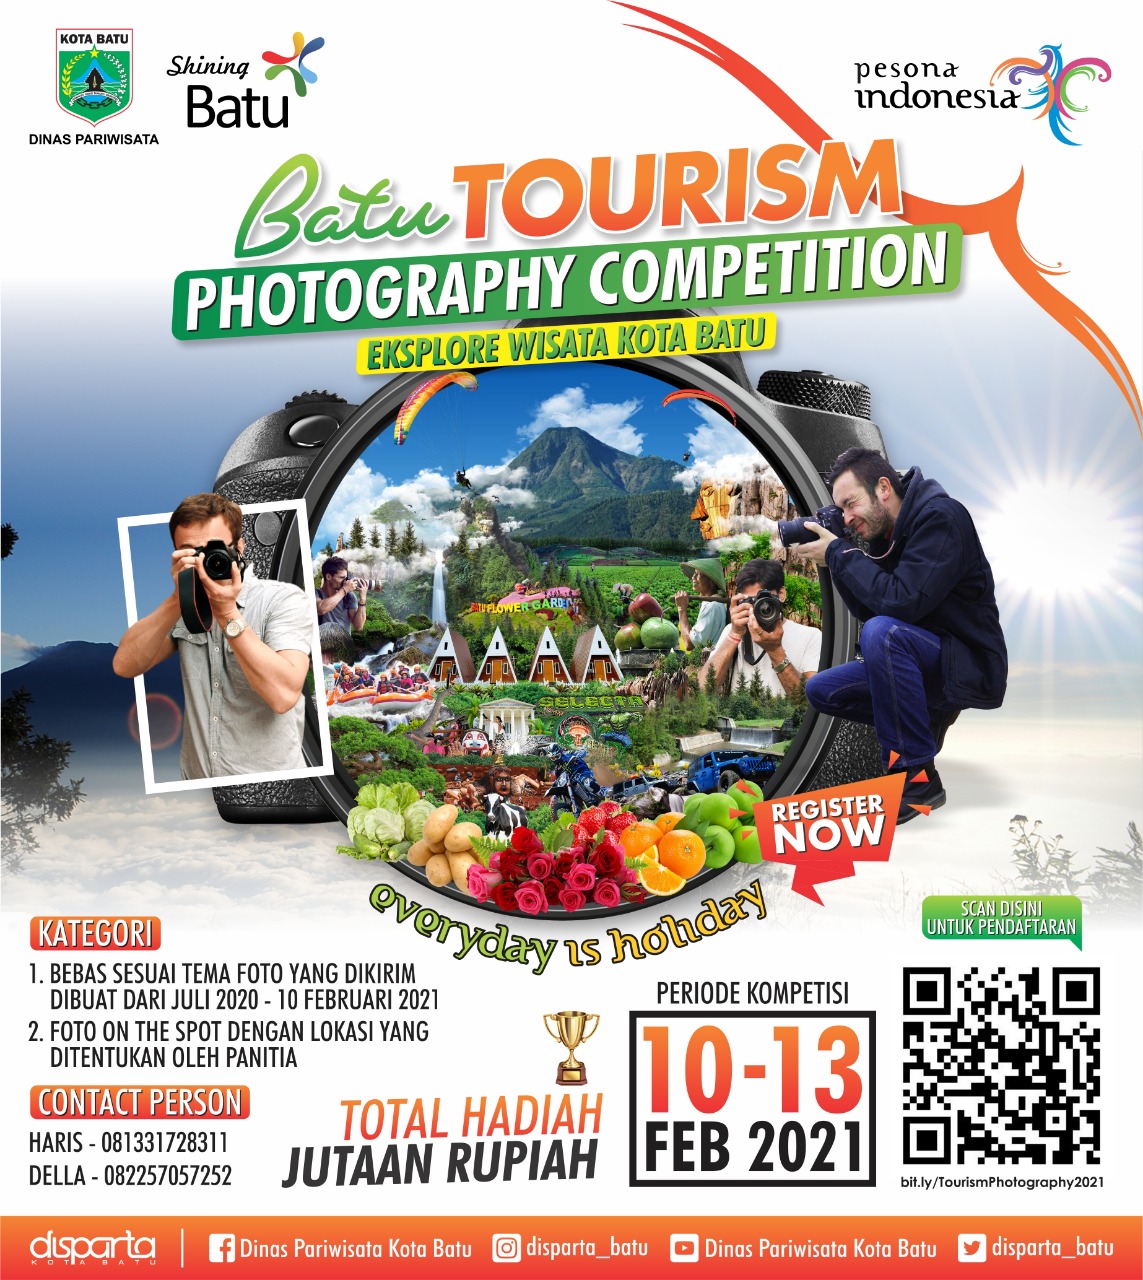 KOTA BATU
DINAS PARIWISATA
Shining
Batu
pesona
indonesia
Batu TOURISM
PHOTOGRAPHY COMPETITION
EKSPLORE WISATA KOTA BATU
BATU FLOWER GARDEN
SELECTA
REGISTER
NOW
everyday is holiday
KATEGORI
1. BEBAS SESUAI TEMA FOTO YANG DIKIRIM
DIBUAT DARI JULI 2020 - 10 FEBRUARI 2021
2. FOTO ON THE SPOT DENGAN LOKASI YANG
DITENTUKAN OLEH PANITIA
CONTACT PERSON
HARIS - 081331728311
DELLA - 082257057252
TOTAL HADIAH
JUTAAN RUPIAH
PERIODE KOMPETISI
10-13
FEB 2021
SCAN DISINI
UNTUK PENDAFTARAN
bit.ly/TourismPhotography2021
disparta
KOTA BATU
Dinas Pariwisata Kota Batu
disparta_batu
Dinas Pariwisata Kota Batu
disparta_batu